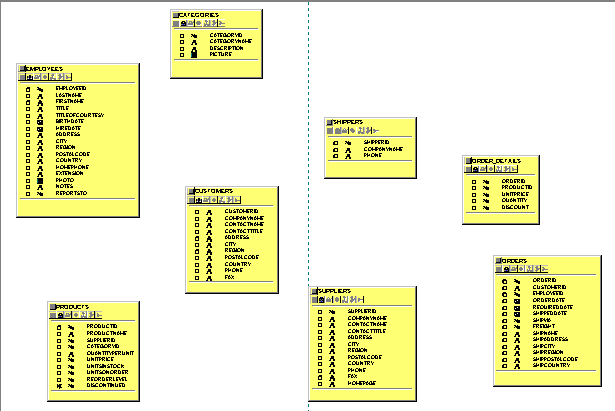 CATEGORIES
CATEGORYID
CATEGORYNAME
DESCRIPTION
PICTURE
EMPLOYEES
EMPLOYEEID
LASTNAME
FIRSTNAME
TITLE
TITLEOFCOURTESY
BIRTHDATE
HIREDATE
ADDRESS
CITY
REGION
POSTALCODE
COUNTRY
HOMEPHONE
EXTENSION
PHOTO
NOTES
REPORTSTO
SHIPPERS
SHIPPERID
COMPANYNAME
PHONE
ORDER_DETAILS
ORDERID
PRODUCTID
UNITPRICE
QUANTITY
DISCOUNT
CUSTOMERS
CUSTOMERID
COMPANYNAME
CONTACTNAME
CONTACTTITLE
ADDRESS
CITY
REGION
POSTALCODE
COUNTRY
PHONE
FAX
ORDERS
ORDERID
CUSTOMERID
EMPLOYEEID
ORDERDATE
REQUIREDDATE
SHIPPEDDATE
SHIPVIA
FREIGHT
SHIPNAME
SHIPADDRESS
SHIPCITY
SHIPREGION
SHIPPOSTALCODE
SHIPCOUNTRY
SUPPLIERS
SUPPLIERID
COMPANYNAME
CONTACTNAME
CONTACTTITLE
ADDRESS
CITY
REGION
POSTALCODE
COUNTRY
PHONE
FAX
HOMEPAGE
PRODUCTS
PRODUCTID
PRODUCTNAME
SUPPLIERID
CATEGORYID
QUANTITYPERUNIT
UNITPRICE
UNITSINSTOCK
UNITSONORDER
REORDERLEVEL
DISCONTINUED